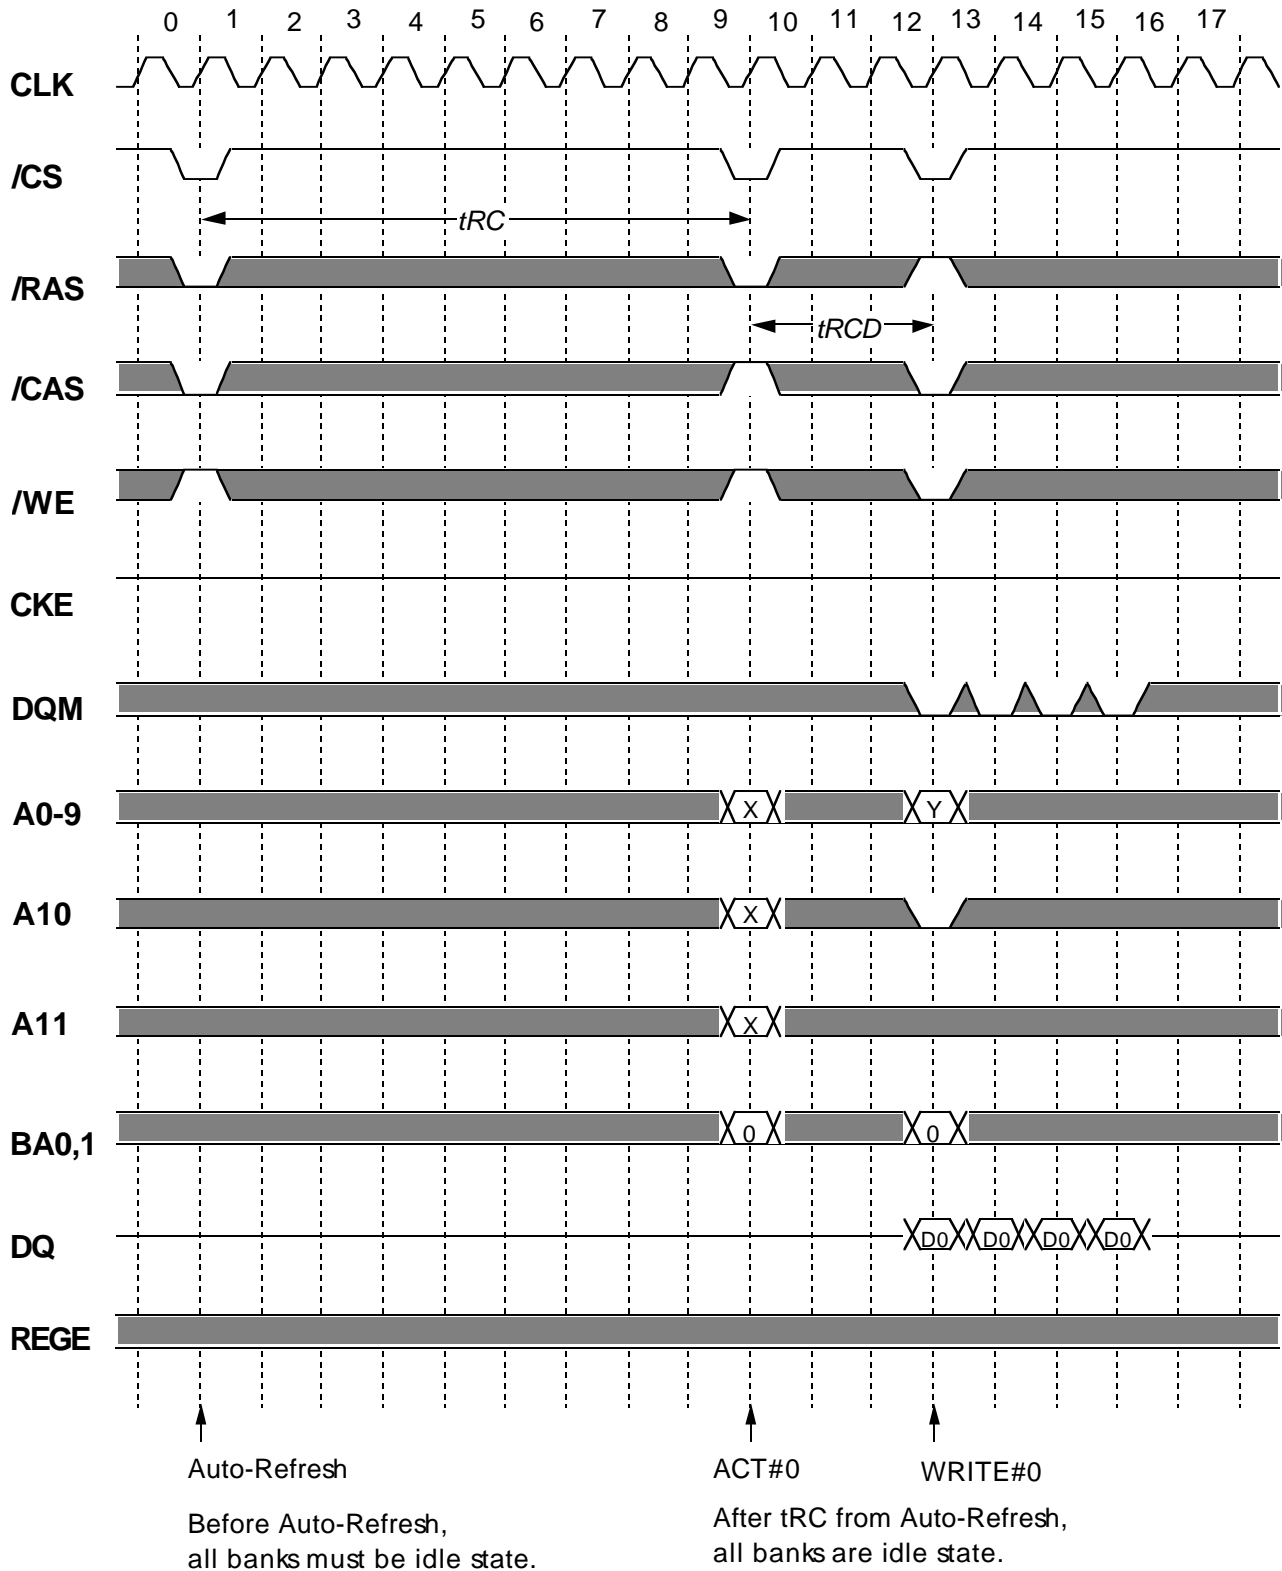 0 1 2 3 4 5 6 7 8 9 10 11 12 13 14 15 16 17
CLK
/CS
tRC
/RAS
tRCD
/CAS
/WE
CKE
DQM
A0-9 X Y
A10 X
A11 X
BA0,1 0 0
DQ D0 D0 D0 D0
REGE
Auto-Refresh ACT#0 WRITE#0
Before Auto-Refresh,
all banks must be idle state.
After tRC from Auto-Refresh,
all banks are idle state.